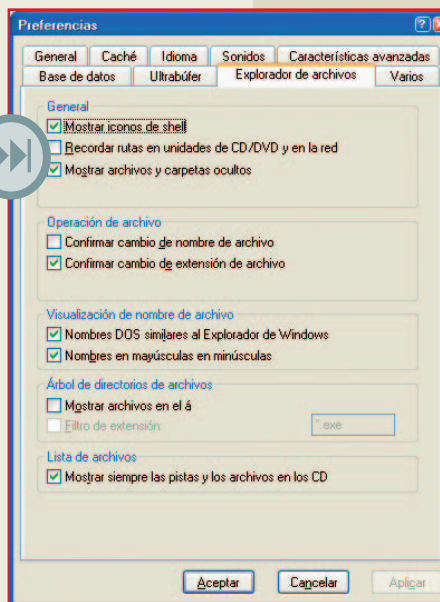 Preferencias
General Caché Idioma Sonidos Características avanzadas
Base de datos Ultrabúfer Explorador de archivos Varios
General
Mostrar iconos de shell
Recordar rutas en unidades de CD/DVD y en la red
Mostrar archivos y carpetas ocultos
Operación de archivo
Confirmar cambio de nombre de archivo
Confirmar cambio de extensión de archivo
Visualización de nombre de archivo
Nombres DOS similares al Explorador de Windows
Nombres en mayúsculas en minúsculas
Árbol de directorios de archivos
Mostrar archivos en el á
Filtro de extensión: *.exe
Lista de archivos
Mostrar siempre las pistas y los archivos en los CD
Aceptar Cancelar Aplicar